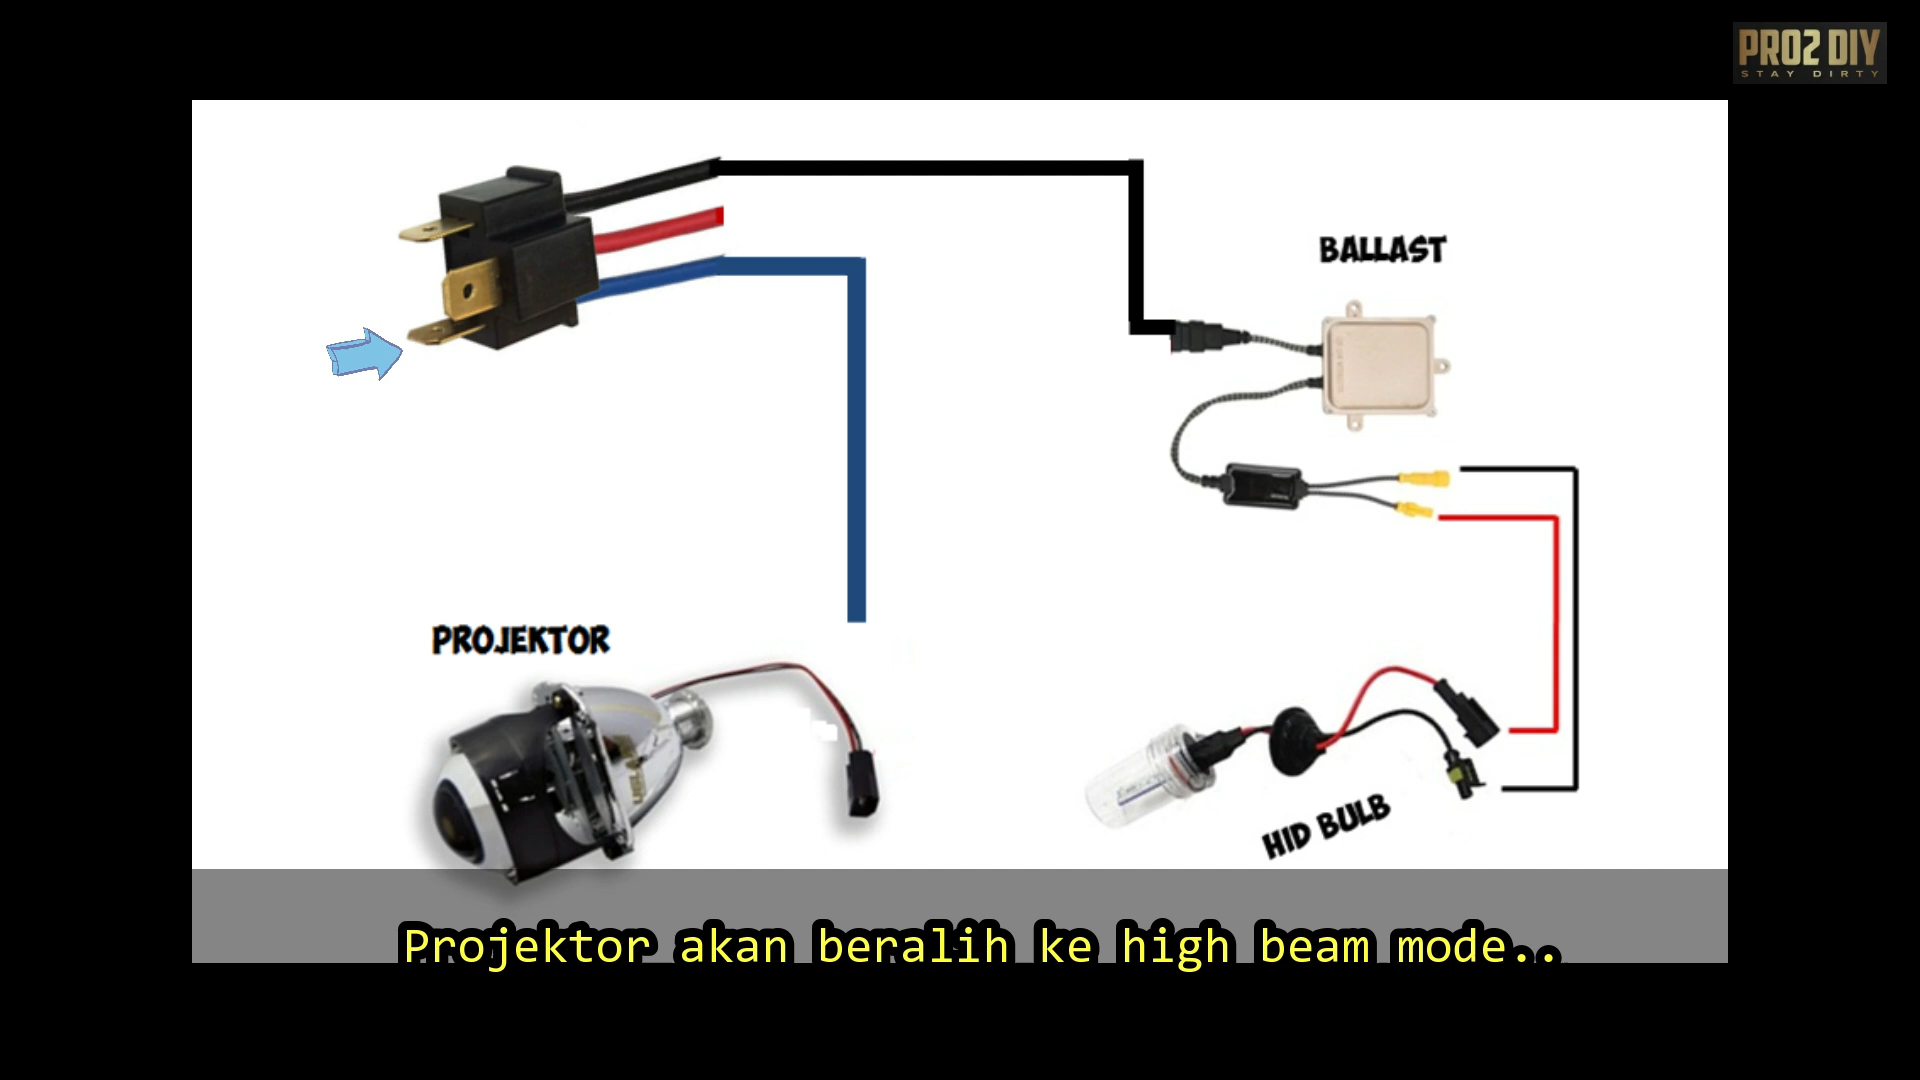 PRO2 DIY
STAY DIRTY
BALLAST
PROJEKTOR
HID BULB
Projektor akan beralih ke high beam mode..